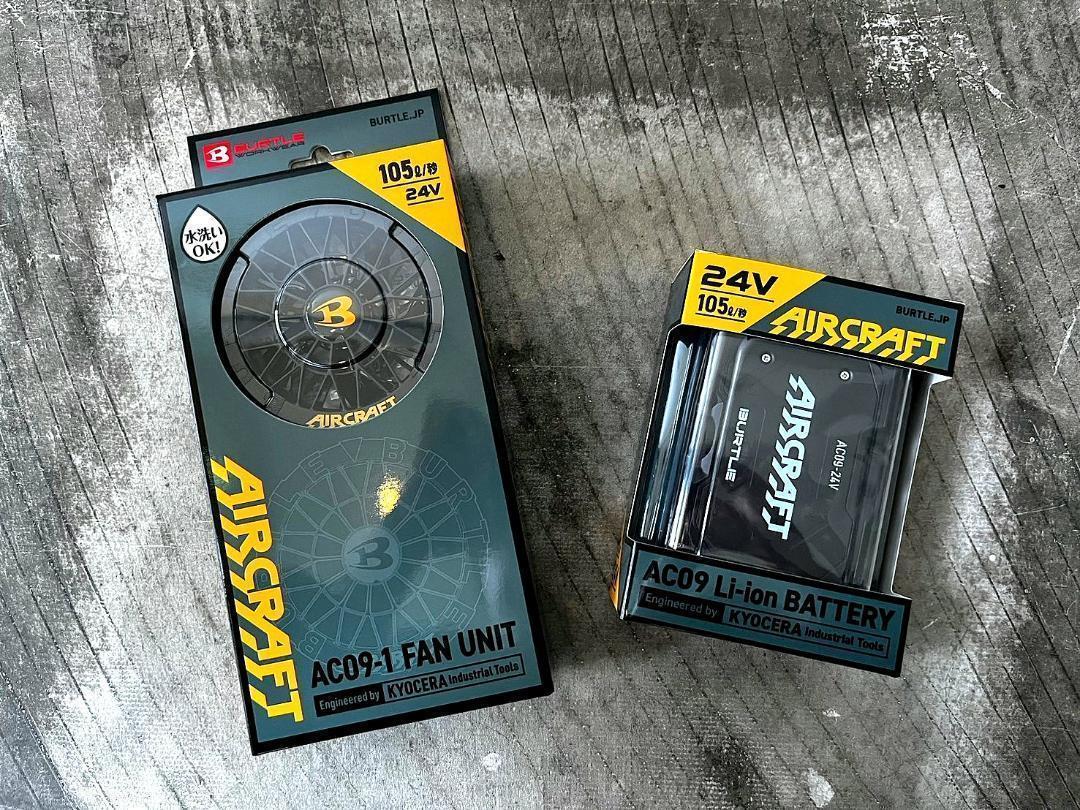 B BURTLE
WORKWEAR
BURTLE.JP
105ℓ/秒
24V
水洗い
OK!
B
AIRCRAFT
B
AIRCRAFT
AC09-1 FAN UNIT
Engineered by KYOCERA Industrial Tools
24V
105ℓ/秒
AIRCRAFT
BURTLE.JP
AC09-24V
AIRCRAFT
BURTLE
AC09 Li-ion BATTERY
Engineered by KYOCERA Industrial Tools